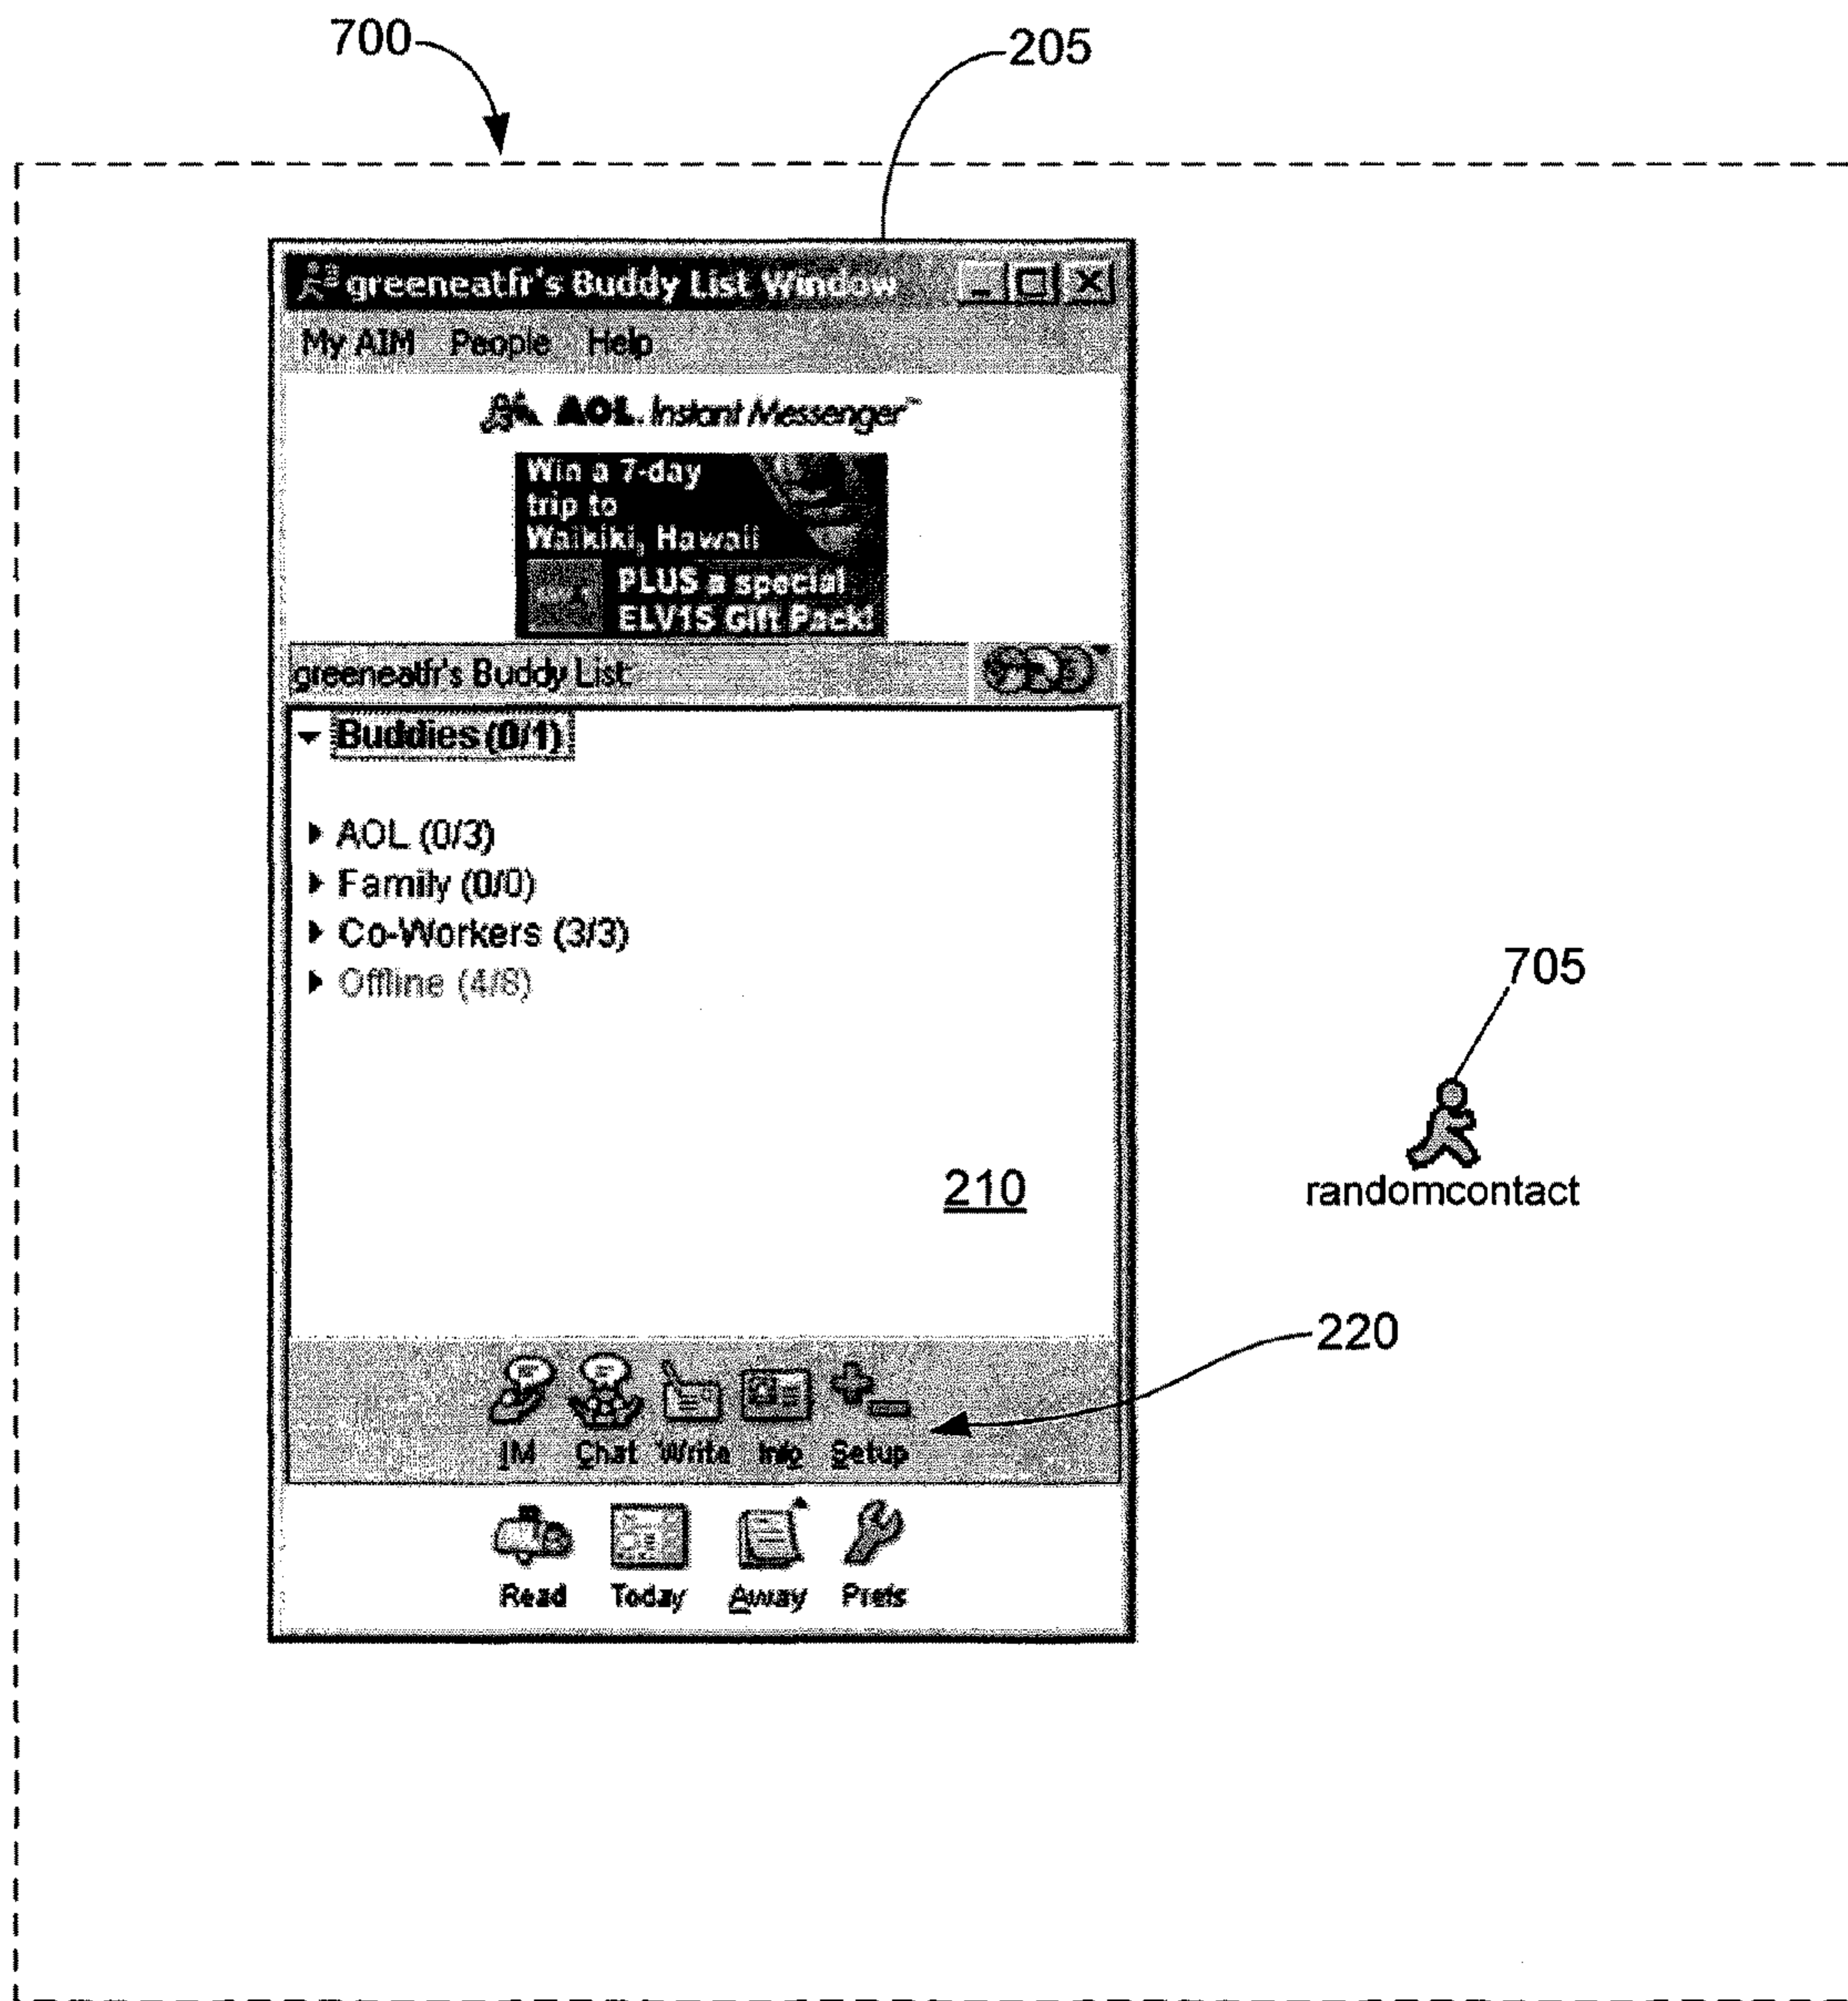 700
205
greeneatfr's Buddy List Window
My AIM People Help
AOL Instant Messenger™
Win a 7-day
trip to
Waikiki, Hawaii
PLUS a special
ELV1S Gift Pack!
greeneatfr's Buddy List
Buddies (0/1)
AOL (0/3)
Family (0/0)
Co-Workers (3/3)
Offline (4/8)
705
randomcontact
210
220
IM Chat Write Info Setup
Read Today Away Prefs